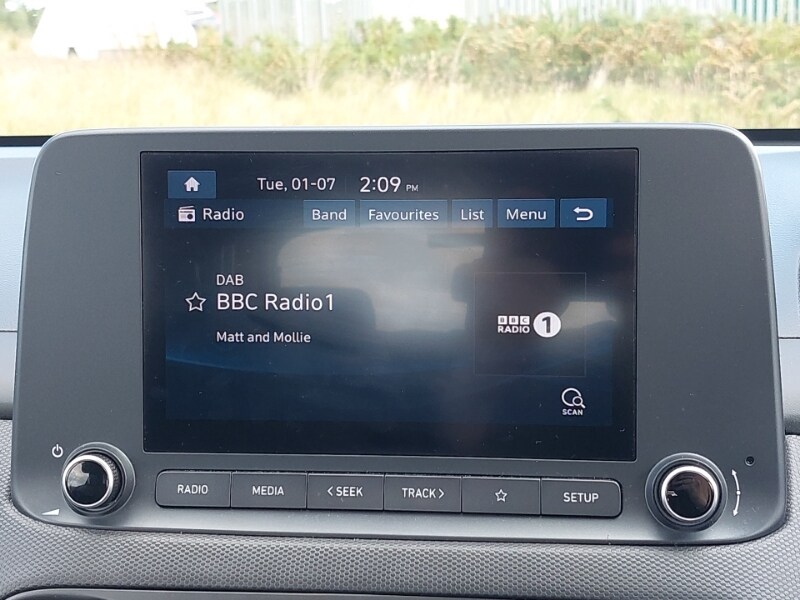 Tue, 01-07 2:09 PM
Radio Band Favourites List Menu
DAB
BBC Radio1
Matt and Mollie
BBC
RADIO 1
SCAN
RADIO MEDIA < SEEK TRACK > SETUP